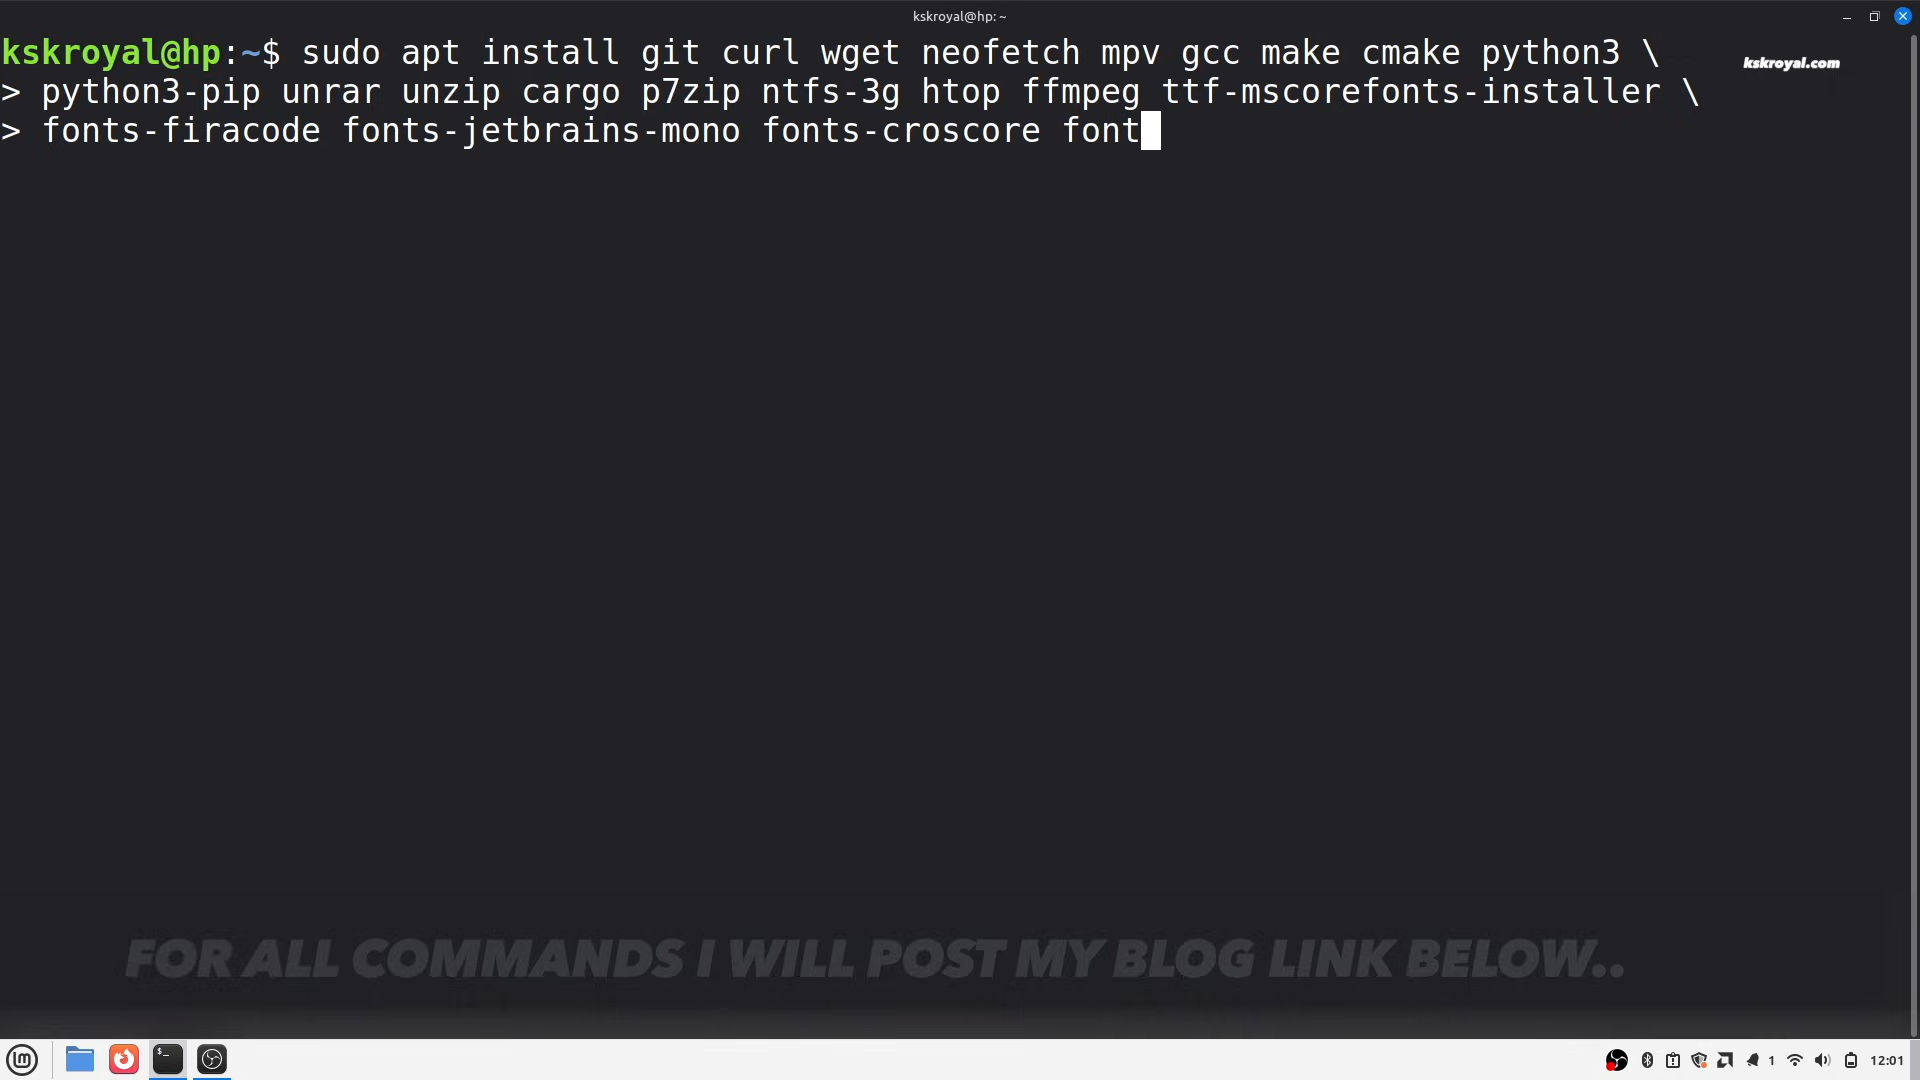 kskroyal@hp: ~
kskroyal@hp:~$ sudo apt install git curl wget neofetch mpv gcc make cmake python3 \
kskroyal.com
> python3-pip unrar unzip cargo p7zip ntfs-3g htop ffmpeg ttf-mscorefonts-installer \
> fonts-firacode fonts-jetbrains-mono fonts-croscore font
FOR ALL COMMANDS I WILL POST MY BLOG LINK BELOW..
1 12:01